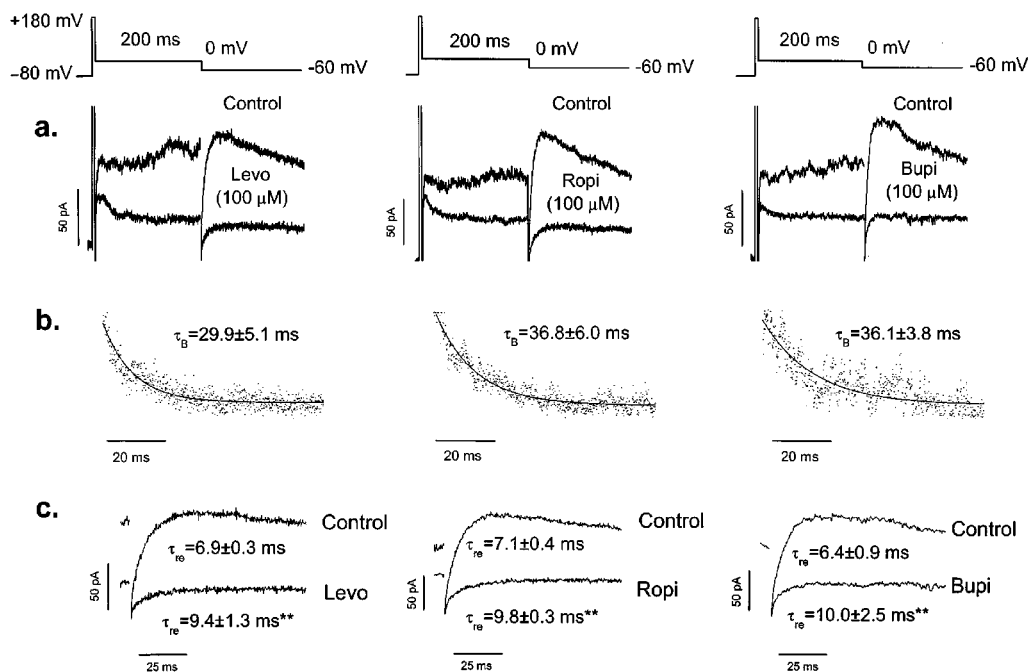 +180 mV
200 ms
0 mV
-60 mV
–80 mV
200 ms
0 mV
-60 mV
200 ms
0 mV
-60 mV
a.
Control
Levo
(100 μM)
50 pA
Control
Ropi
(100 μM)
50 pA
Control
Bupi
(100 μM)
50 pA
b.
τB=29.9±5.1 ms
20 ms
τB=36.8±6.0 ms
20 ms
τB=36.1±3.8 ms
20 ms
c.
Control
τre=6.9±0.3 ms
50 pA
Levo
τre=9.4±1.3 ms**
25 ms
Control
τre=7.1±0.4 ms
50 pA
Ropi
τre=9.8±0.3 ms**
25 ms
Control
τre=6.4±0.9 ms
50 pA
Bupi
τre=10.0±2.5 ms**
25 ms